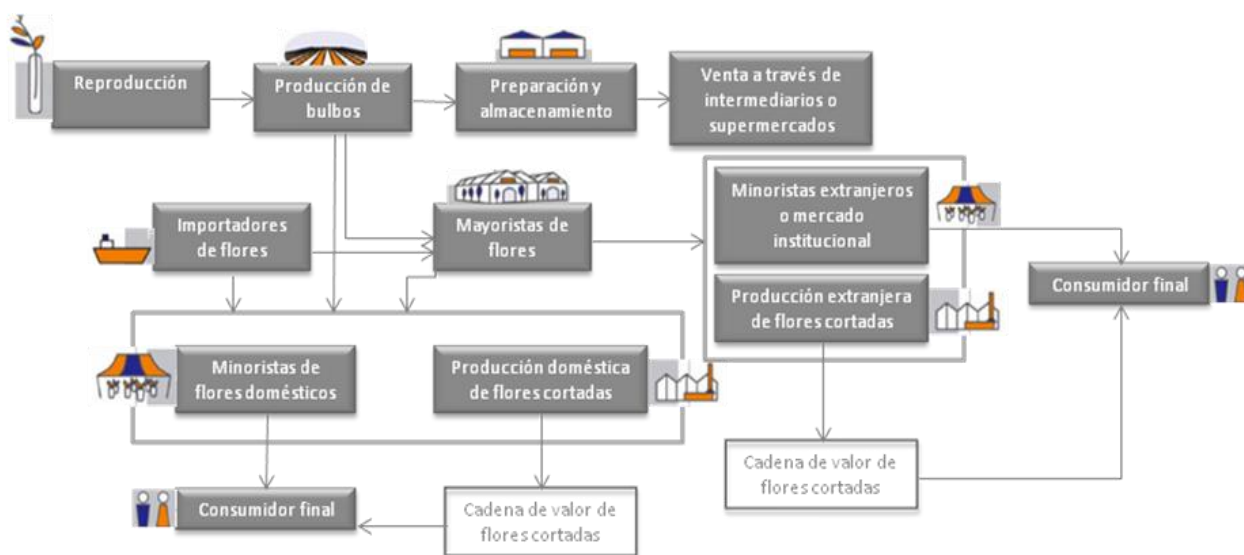 Reproducción
Producción de
bulbos
Preparación y
almacenamiento
Venta a través de
intermediarios o
supermercados
Importadores
de flores
Mayoristas de
flores
Minoristas extranjeros
o mercado
institucional
Producción extranjera
de flores cortadas
Consumidor final
Minoristas de
flores domésticos
Producción doméstica
de flores cortadas
Cadena de valor de
flores cortadas
Consumidor final
Cadena de valor de
flores cortadas